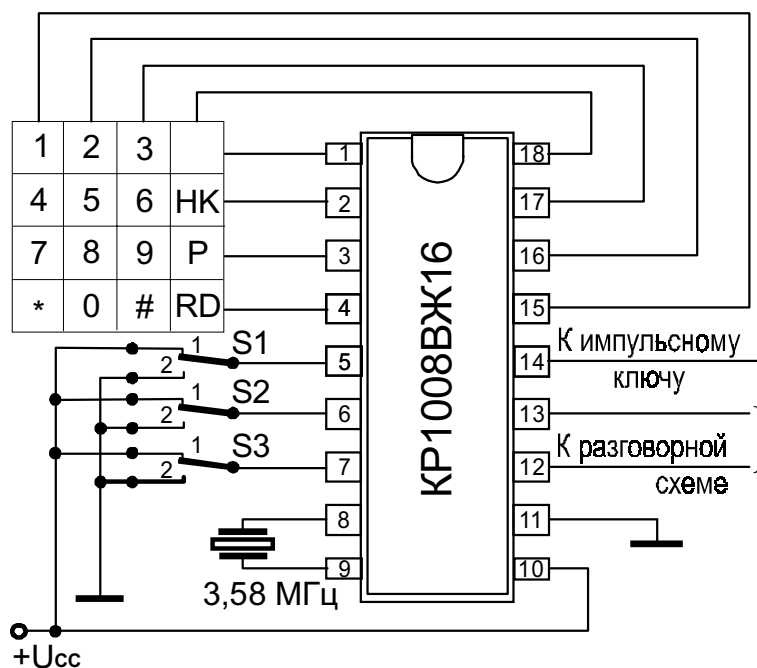 1 2 3
4 5 6 НК
7 8 9 P
* 0 # RD
1
2
3
4
5
6
7
8
9
18
17
16
15
14
13
12
11
10
КР1008ВЖ16
1
2
S1
1
2
S2
1
2
S3
К импульсному
ключу
К разговорной
схеме
3,58 МГц
+Ucc